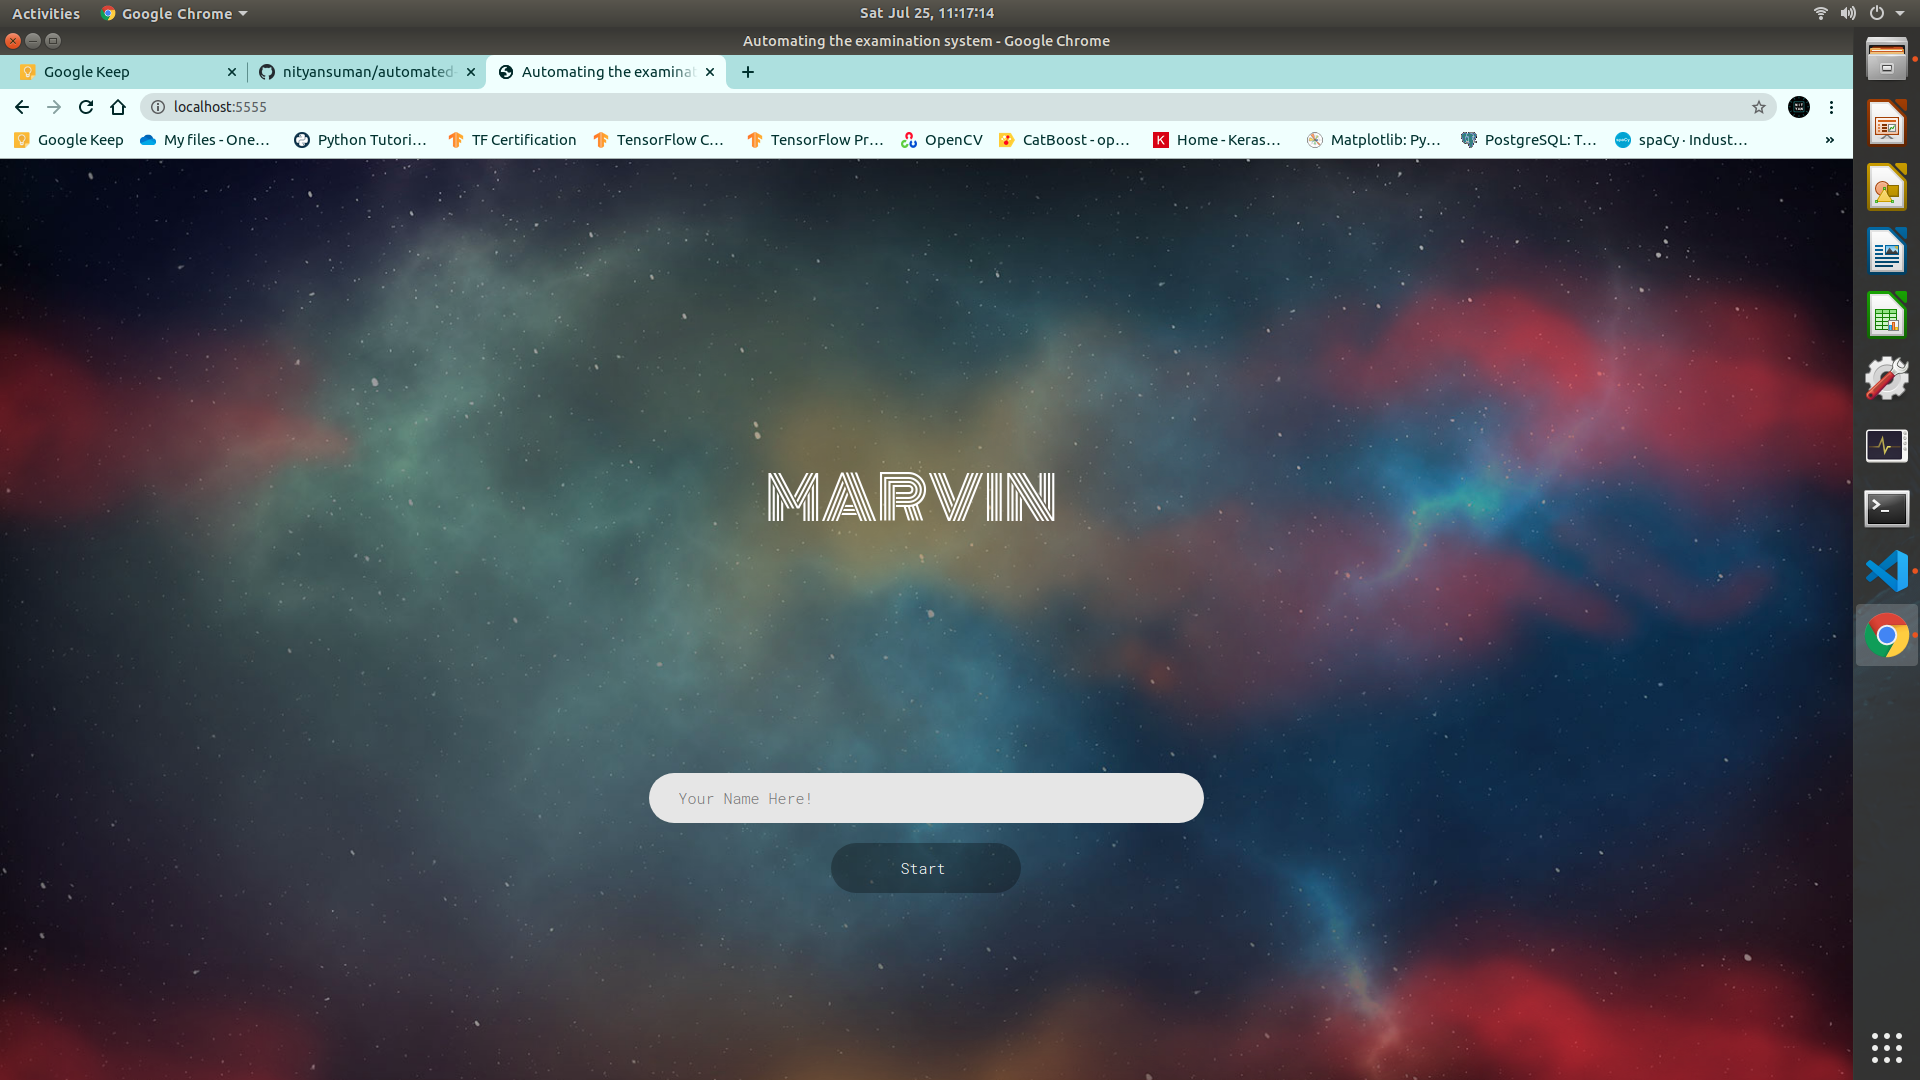 Activities Google Chrome Sat Jul 25, 11:17:14
Automating the examination system - Google Chrome
Google Keep nityansuman/automated- Automating the examinat
localhost:5555
Google Keep My files - One... Python Tutori... TF Certification TensorFlow C... TensorFlow Pr... OpenCV CatBoost - op... K Home - Keras... Matplotlib: Py... PostgreSQL: T... spaCy · Indust... »
MARVIN
Your Name Here!
Start